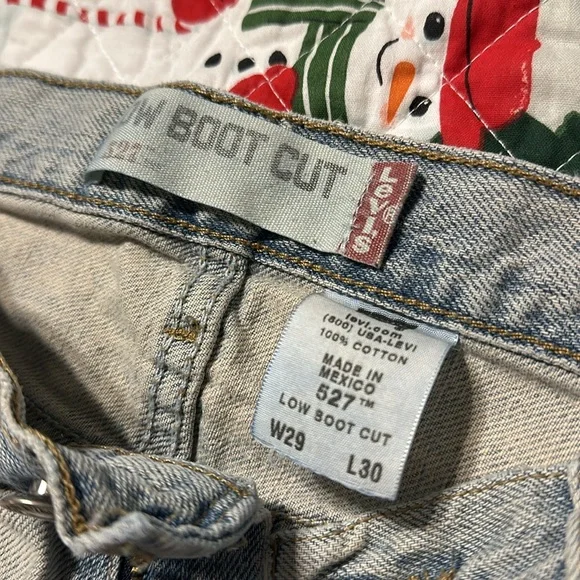 W BOOT CUT
Levi's®
levi.com
(800) USA-LEVI
100% COTTON
MADE IN
MEXICO
527™
LOW BOOT CUT
W29 L30